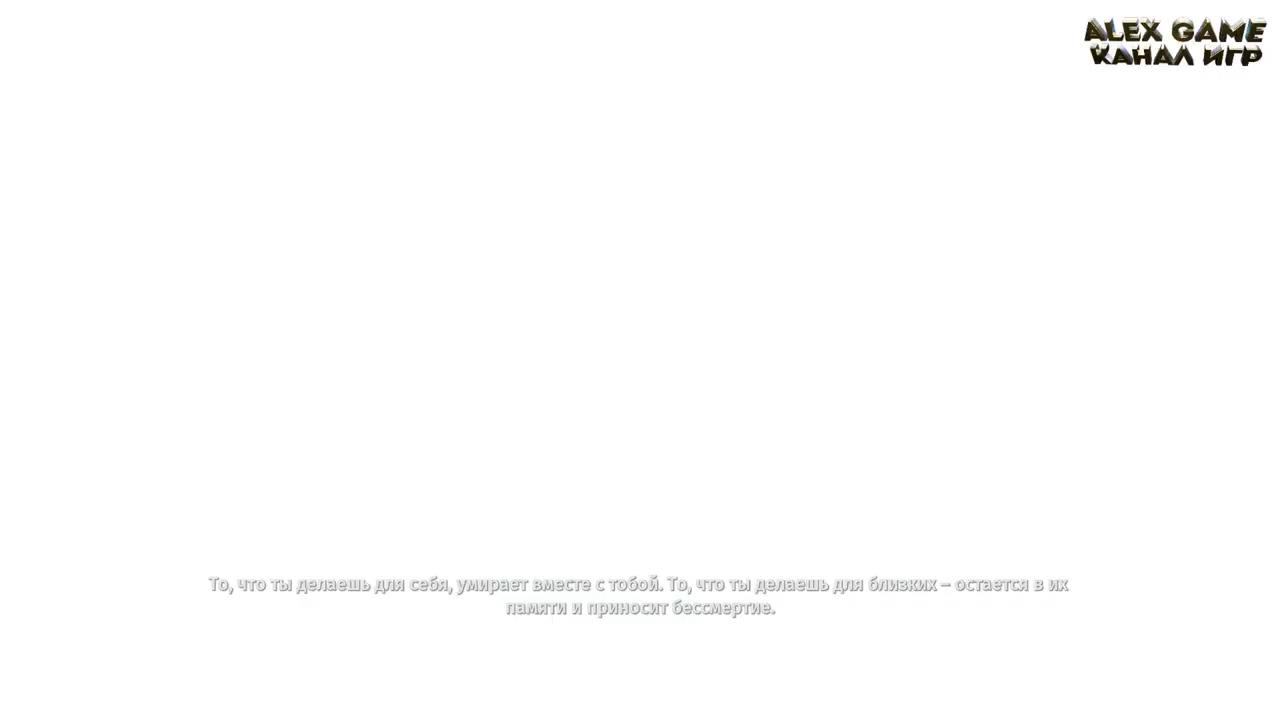 ALEX GAME
КАНАЛ ИГР
То, что ты делаешь для себя, умирает вместе с тобой. То, что ты делаешь для близких – остается в их
памяти и приносит бессмертие.